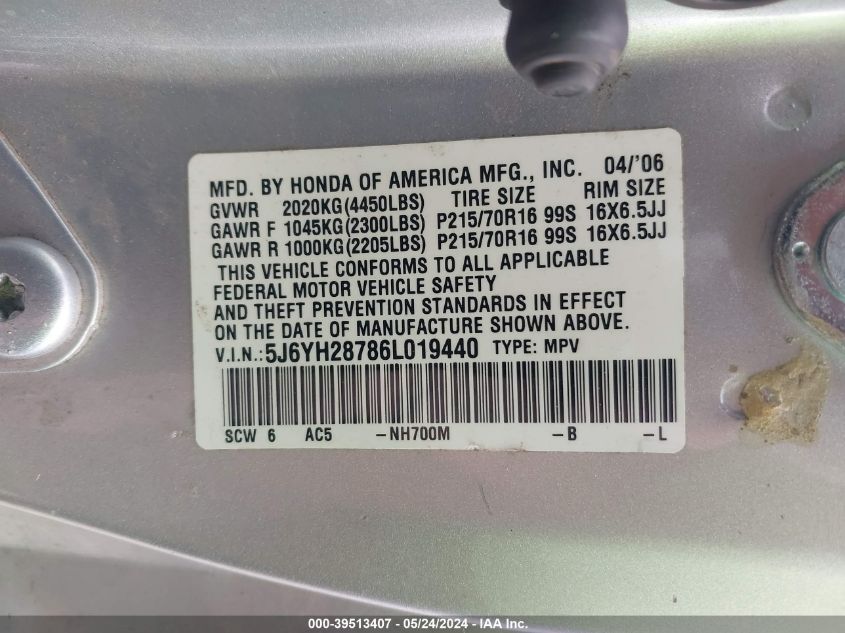 MFD. BY HONDA OF AMERICA MFG., INC. 04/'06
GVWR 2020KG(4450LBS) TIRE SIZE RIM SIZE
GAWR F 1045KG(2300LBS) P215/70R16 99S 16X6.5JJ
GAWR R 1000KG(2205LBS) P215/70R16 99S 16X6.5JJ
THIS VEHICLE CONFORMS TO ALL APPLICABLE
FEDERAL MOTOR VEHICLE SAFETY
AND THEFT PREVENTION STANDARDS IN EFFECT
ON THE DATE OF MANUFACTURE SHOWN ABOVE.
V.I.N.: 5J6YH28786L019440 TYPE: MPV
SCW 6 AC5 -NH700M -B -L
000-39513407 - 05/24/2024 - IAA Inc.